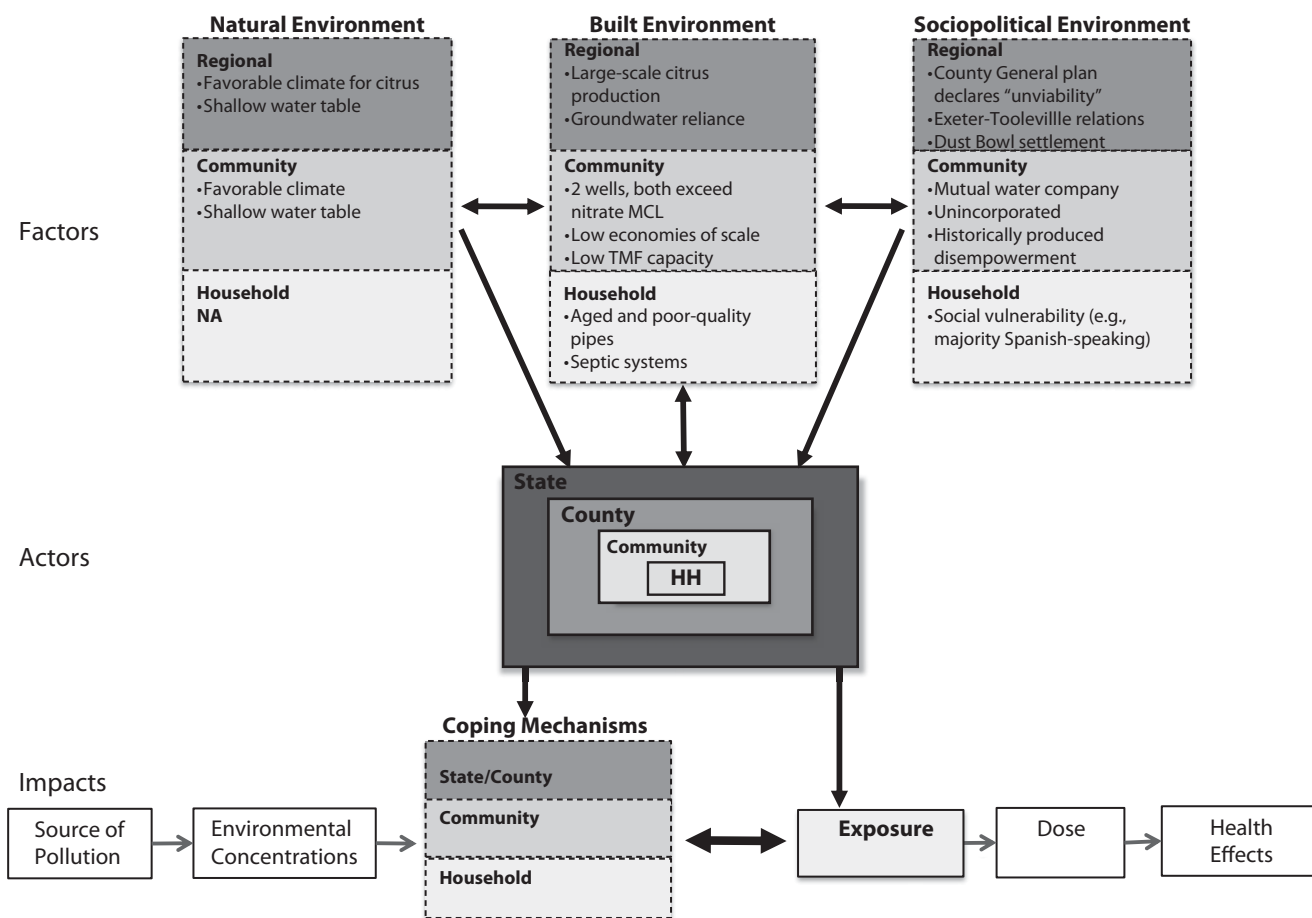 Natural Environment
Regional
•Favorable climate for citrus
•Shallow water table
Community
•Favorable climate
•Shallow water table
Household
NA
Built Environment
Regional
•Large-scale citrus
production
•Groundwater reliance
Community
•2 wells, both exceed
nitrate MCL
•Low economies of scale
•Low TMF capacity
Household
•Aged and poor-quality
pipes
•Septic systems
Sociopolitical Environment
Regional
•County General plan
declares “unviability”
•Exeter-Toolevillle relations
•Dust Bowl settlement
Community
•Mutual water company
•Unincorporated
•Historically produced
disempowerment
Household
•Social vulnerability (e.g.,
majority Spanish-speaking)
Factors
Actors
State
County
Community
HH
Impacts
Source of
Pollution
Environmental
Concentrations
Coping Mechanisms
State/County
Community
Household
Exposure
Dose
Health
Effects